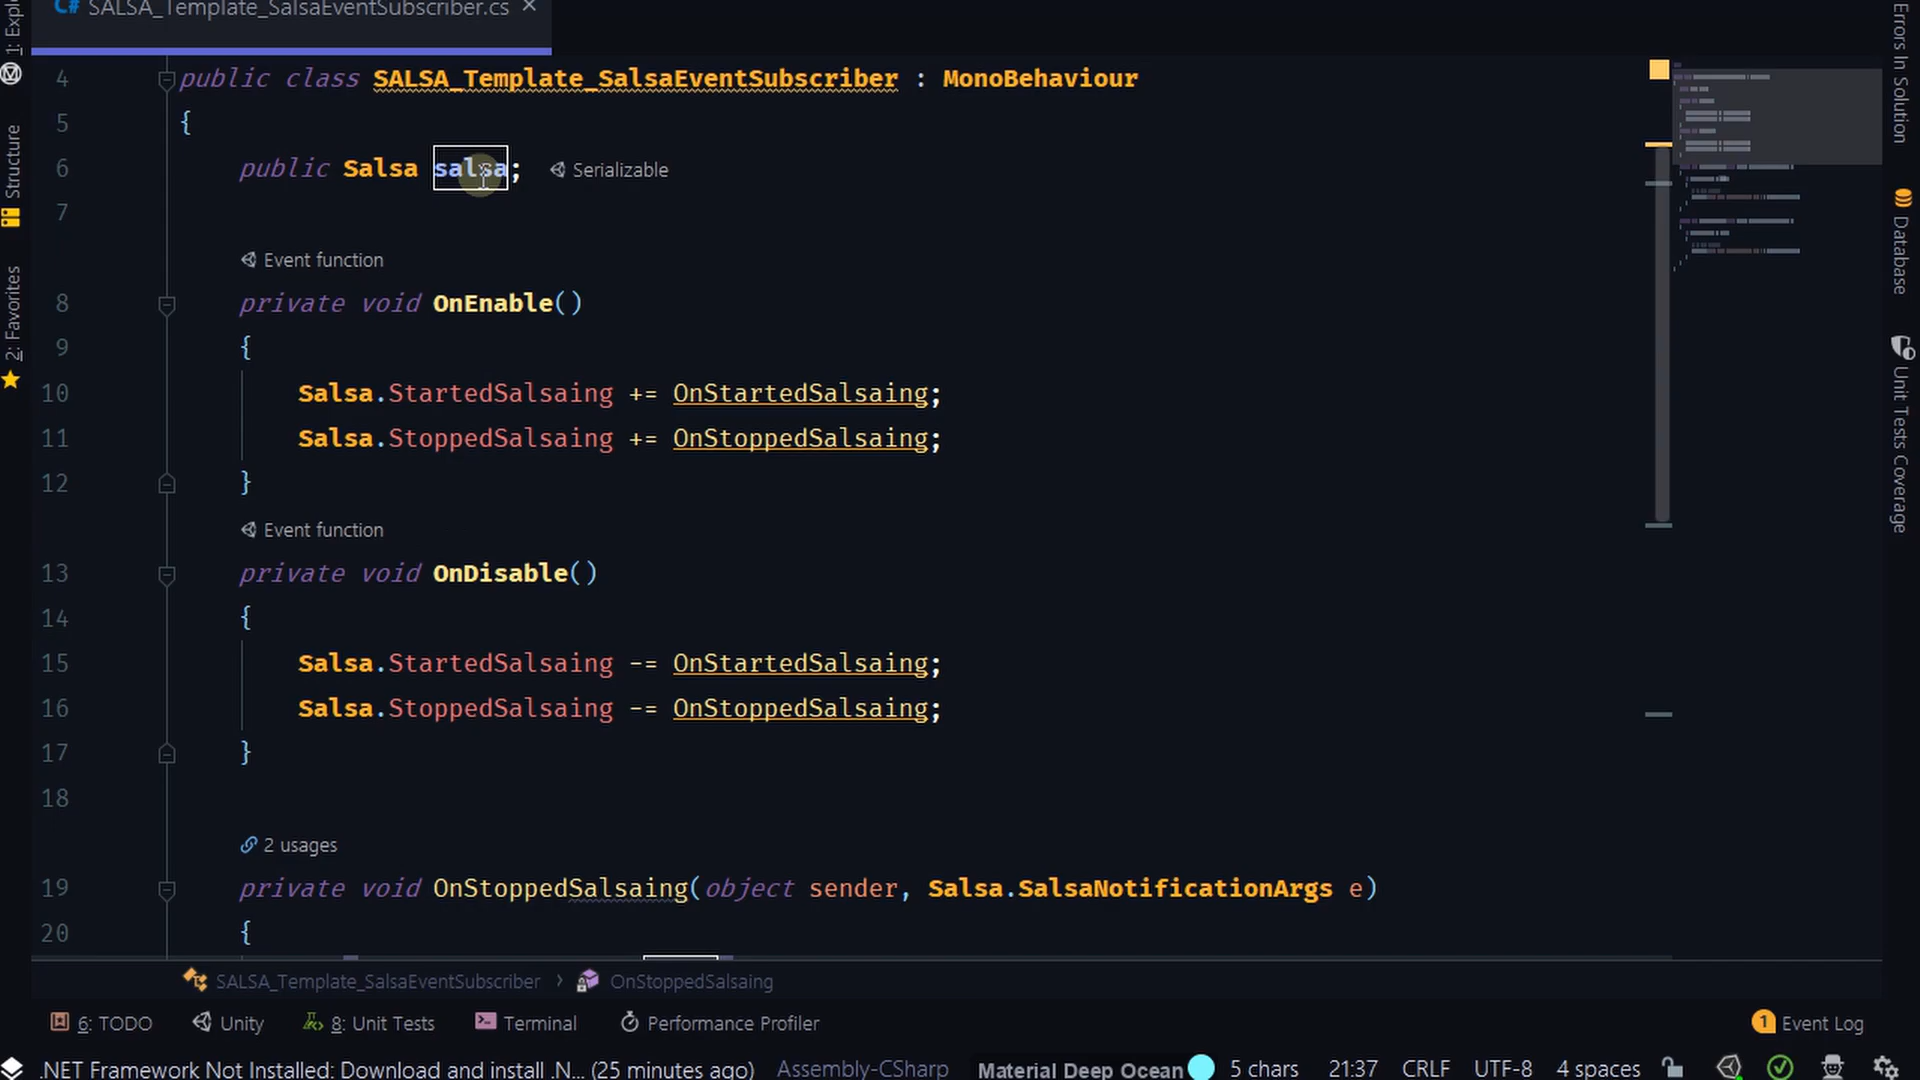 SALSA_Template_SalsaEventSubscriber.cs
4 public class SALSA_Template_SalsaEventSubscriber : MonoBehaviour
5 {
6 public Salsa salsa; Serializable
7
Event function
8 private void OnEnable()
9 {
10 Salsa.StartedSalsaing += OnStartedSalsaing;
11 Salsa.StoppedSalsaing += OnStoppedSalsaing;
12 }
Event function
13 private void OnDisable()
14 {
15 Salsa.StartedSalsaing -= OnStartedSalsaing;
16 Salsa.StoppedSalsaing -= OnStoppedSalsaing;
17 }
18
2 usages
19 private void OnStoppedSalsaing(object sender, Salsa.SalsaNotificationArgs e)
20 {
SALSA_Template_SalsaEventSubscriber › OnStoppedSalsaing
6: TODO Unity 8: Unit Tests Terminal Performance Profiler 1 Event Log
.NET Framework Not Installed: Download and install .N... (25 minutes ago) Assembly-CSharp Material Deep Ocean 5 chars 21:37 CRLF UTF-8 4 spaces
Structure
2: Favorites
Errors In Solution
Database
Unit Tests Coverage